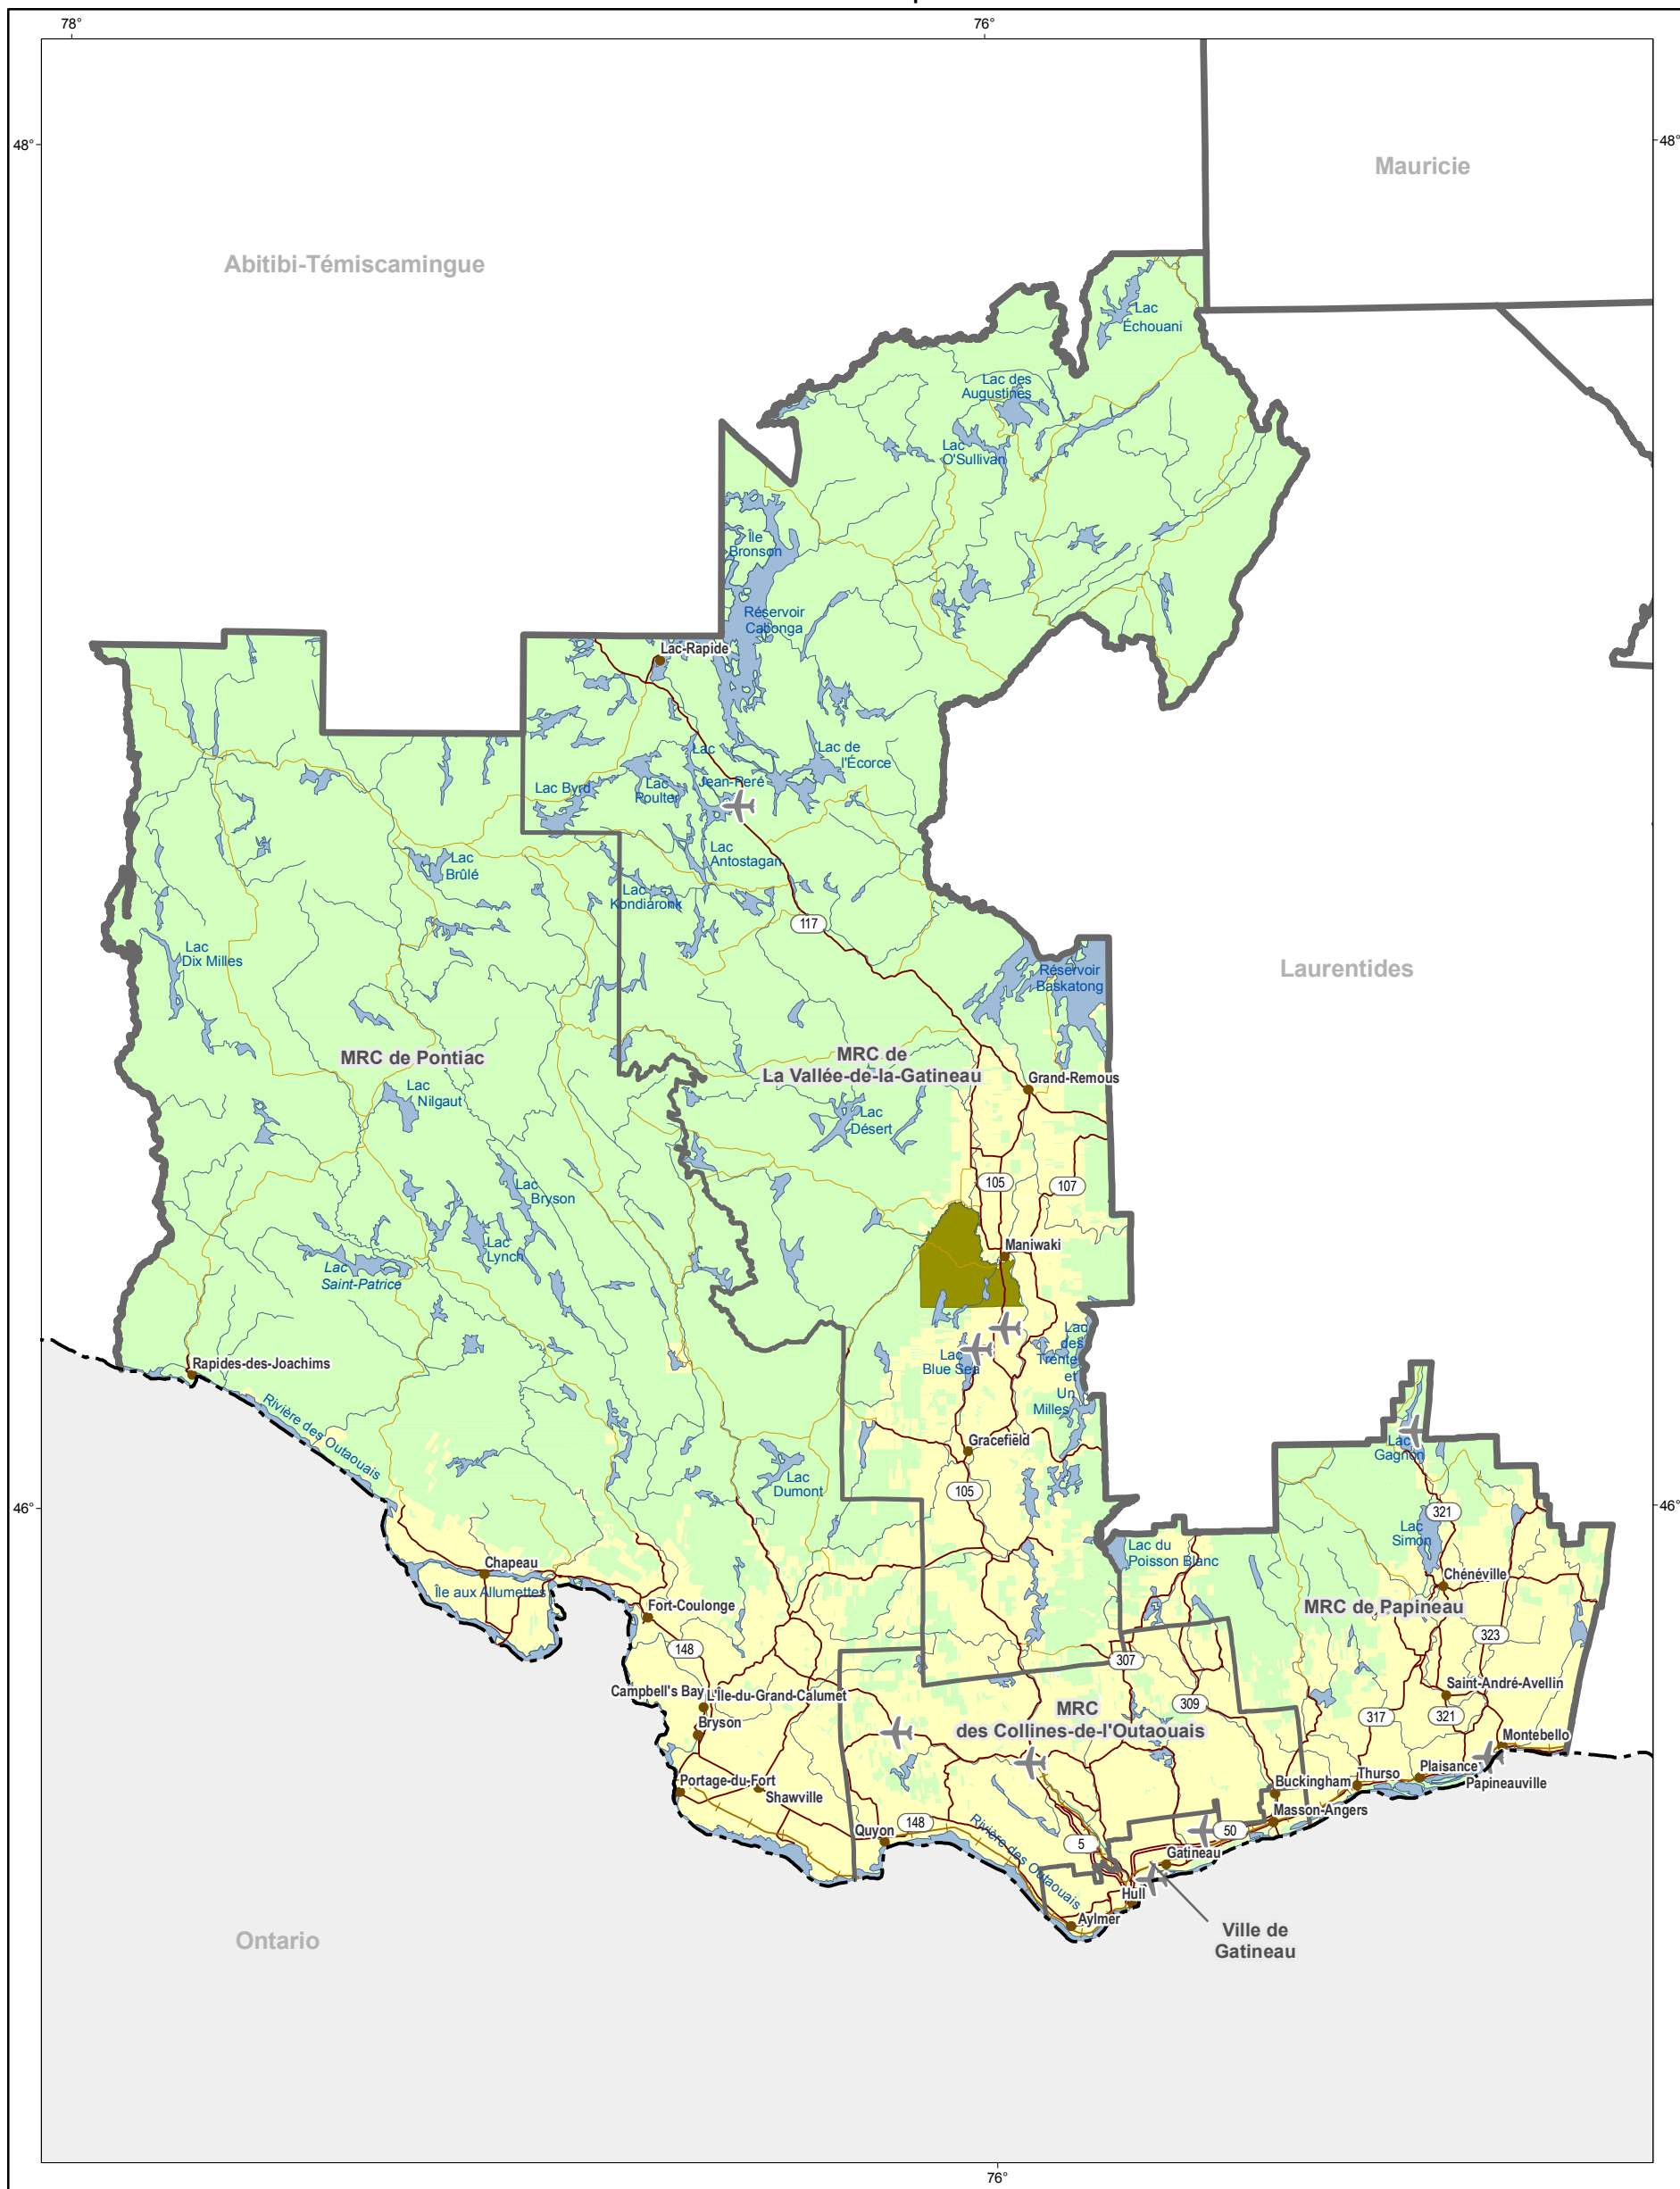 78°
76°
48°
48°
Mauricie
Abitibi-Témiscamingue
Lac
Échouani
Lac des
Augustines
Lac
O'Sullivan
Île
Bronson
Réservoir
Cabonga
Lac-Rapide
Lac
Jean-Peré
Lac de
l'Écorce
Lac Byrd
Lac
Poulter
Lac
Antostagan
Lac
Brûlé
Lac
Kondiaronk
117
Lac
Dix Milles
Laurentides
Réservoir
Baskatong
MRC de Pontiac
MRC de
La Vallée-de-la-Gatineau
Grand-Remous
Lac
Nilgaut
Lac
Désert
105
107
Lac
Bryson
Lac
Lynch
Maniwaki
Lac
Saint-Patrice
Lac
des
Trente
et
Un
Milles
Lac
Blue Sea
Rapides-des-Joachims
Rivière des Outaouais
Gracefield
Lac
Gagnon
Lac
Dumont
105
46°
46°
321
Lac
Simon
Lac du
Poisson Blanc
Chapeau
Île aux Allumettes
Chénéville
MRC de Papineau
Fort-Coulonge
148
323
307
Campbell's Bay
L'Île-du-Grand-Calumet
Saint-André-Avellin
309
MRC
des Collines-de-l'Outaouais
317
321
Bryson
Montebello
Portage-du-Fort
Shawville
Buckingham
Thurso
Plaisance
Papineauville
Masson-Angers
148
Quyon
Rivière des Outaouais
5
50
Gatineau
Hull
Aylmer
Ville de
Gatineau
Ontario
76°